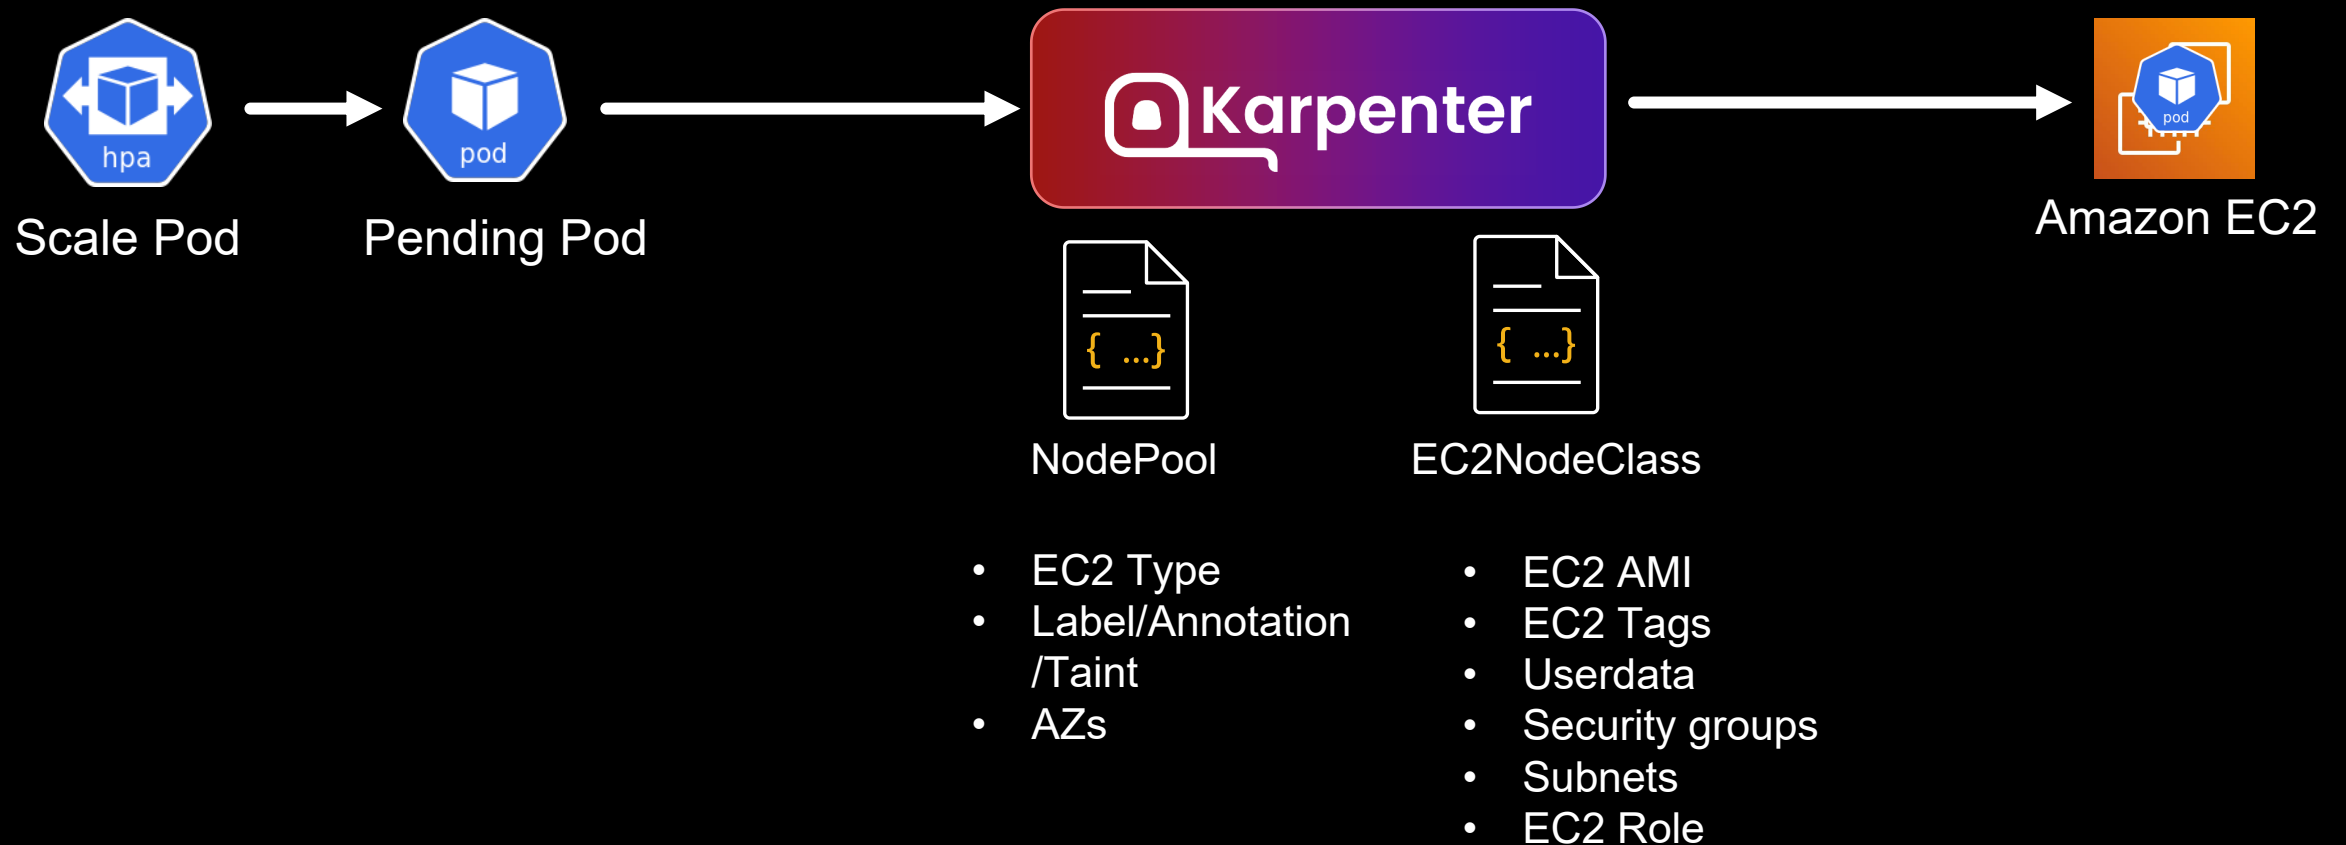 hpa
Scale Pod
pod
Pending Pod
Karpenter
pod
Amazon EC2
{ ...}
NodePool
{ ...}
EC2NodeClass
• EC2 Type
• Label/Annotation
/Taint
• AZs
• EC2 AMI
• EC2 Tags
• Userdata
• Security groups
• Subnets
• EC2 Role